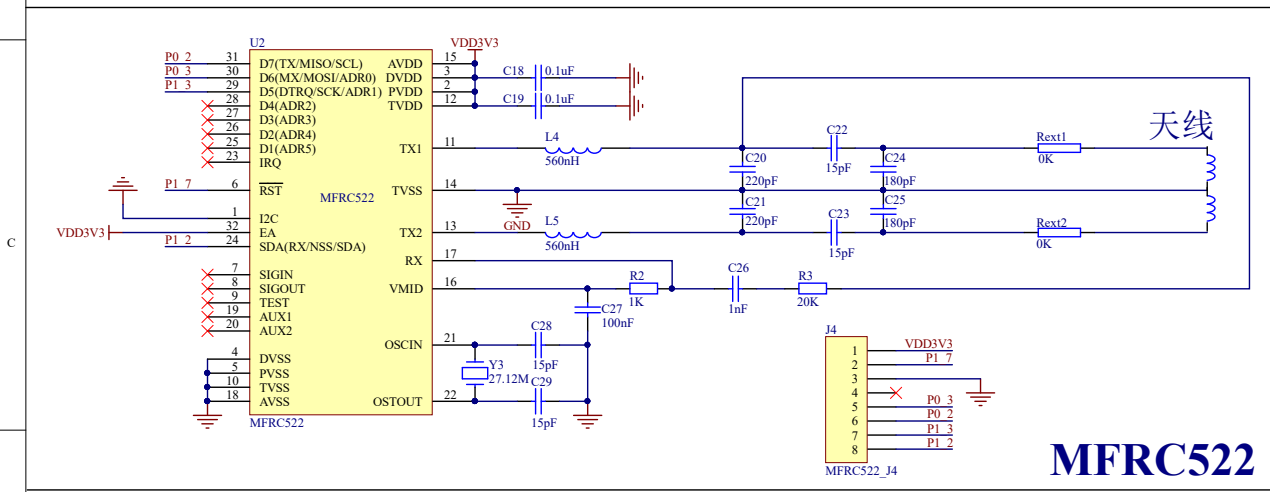 U2
VDD3V3
P0_2 31 D7(TX/MISO/SCL) AVDD 15
P0_3 30 D6(MX/MOSI/ADR0) DVDD 3 C18 0.1uF
P1_3 29 D5(DTRQ/SCK/ADR1) PVDD 2
28 D4(ADR2) TVDD 12 C19 0.1uF
27 D3(ADR3)
26 D2(ADR4)
25 D1(ADR5) TX1 11 L4 560nH C22 15pF Rext1 0K 天线
23 IRQ
C20 220pF C24 180pF
P1_7 6 RST TVSS 14
MFRC522
GND
C21 220pF C25 180pF
1 I2C
VDD3V3 32 EA TX2 13 L5 560nH C23 15pF Rext2 0K
C P1_2 24 SDA(RX/NSS/SDA)
RX 17
7 SIGIN
8 SIGOUT VMID 16 R2 1K C26 1nF R3 20K
9 TEST
19 AUX1 C27 100nF
20 AUX2
OSCIN 21 C28 15pF
4 DVSS
5 PVSS Y3 27.12M
10 TVSS
18 AVSS OSTOUT 22 C29 15pF
MFRC522
J4
1 VDD3V3
2 P1_7
3
4
5 P0_3
6 P0_2
7 P1_3
8 P1_2
MFRC522_J4
MFRC522